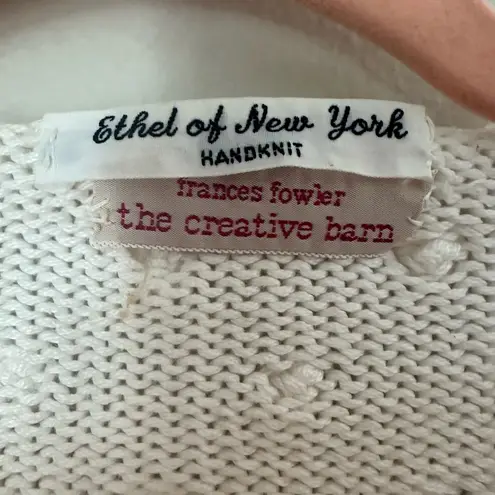 Ethel of New York
HANDKNIT
frances fowler
the creative barn